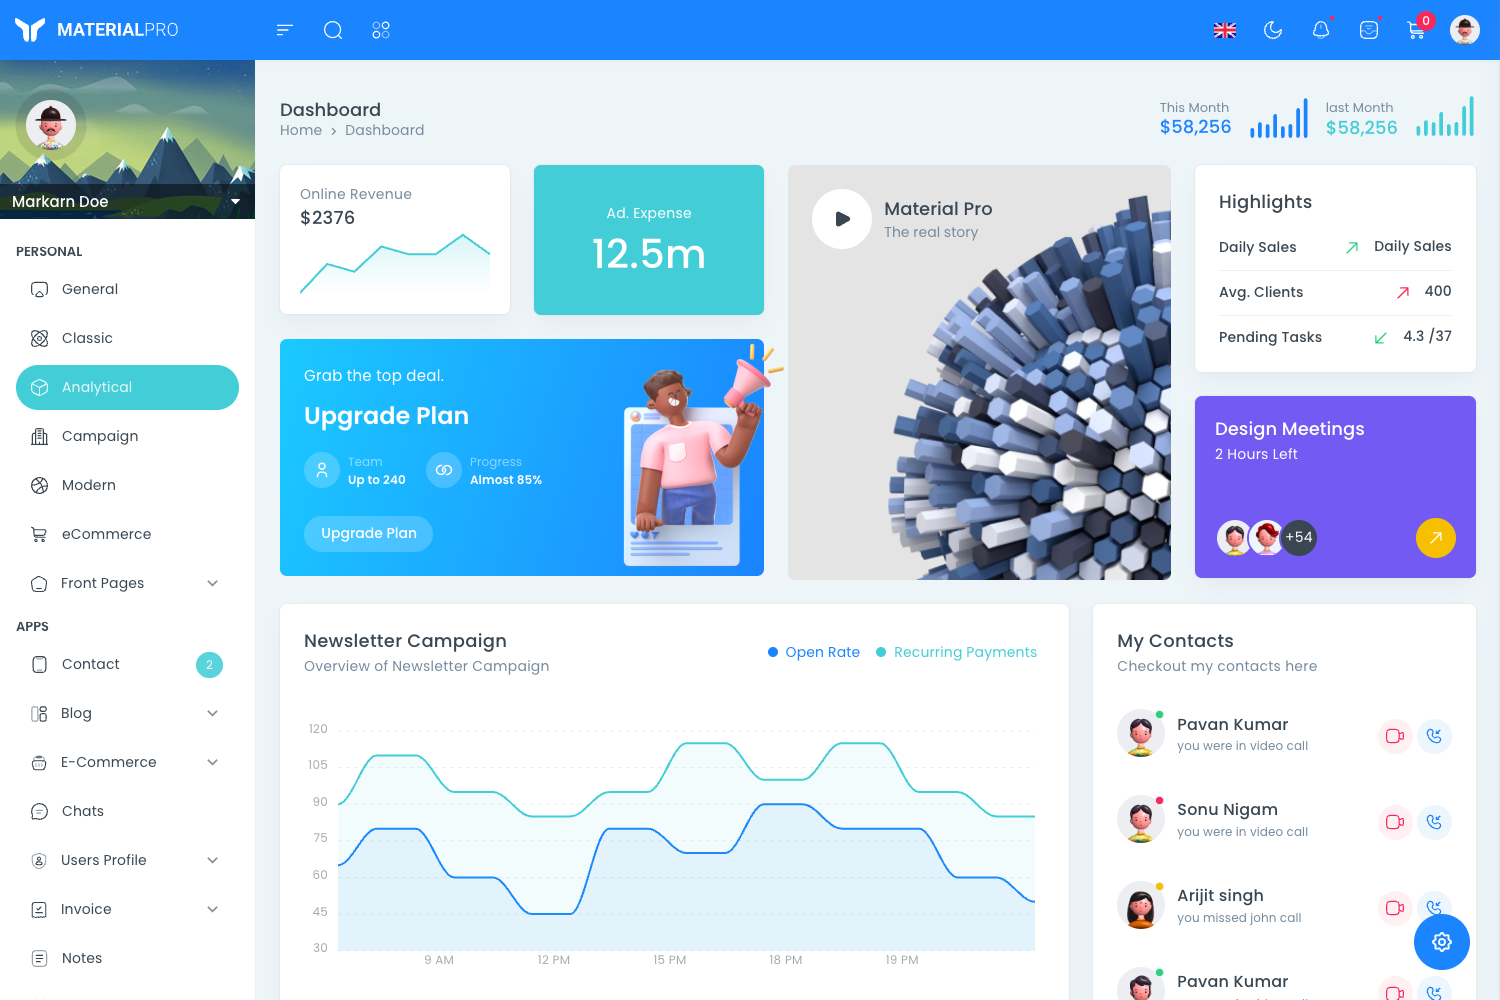 MATERIALPRO
0
Markarn Doe
PERSONAL
General
Classic
Analytical
Campaign
Modern
eCommerce
Front Pages
APPS
Contact
2
Blog
E-Commerce
Chats
Users Profile
Invoice
Notes
Dashboard
Home > Dashboard
This Month
$58,256
last Month
$58,256
Online Revenue
$2376
Ad. Expense
12.5m
Material Pro
The real story
Highlights
Daily Sales Daily Sales
Avg. Clients 400
Pending Tasks 4.3 /37
Grab the top deal.
Upgrade Plan
Team
Up to 240
Progress
Almost 85%
Upgrade Plan
Design Meetings
2 Hours Left
+54
Newsletter Campaign
Overview of Newsletter Campaign
Open Rate Recurring Payments
120
105
90
75
60
45
30
9 AM 12 PM 15 PM 18 PM 19 PM
My Contacts
Checkout my contacts here
Pavan Kumar
you were in video call
Sonu Nigam
you were in video call
Arijit singh
you missed john call
Pavan Kumar